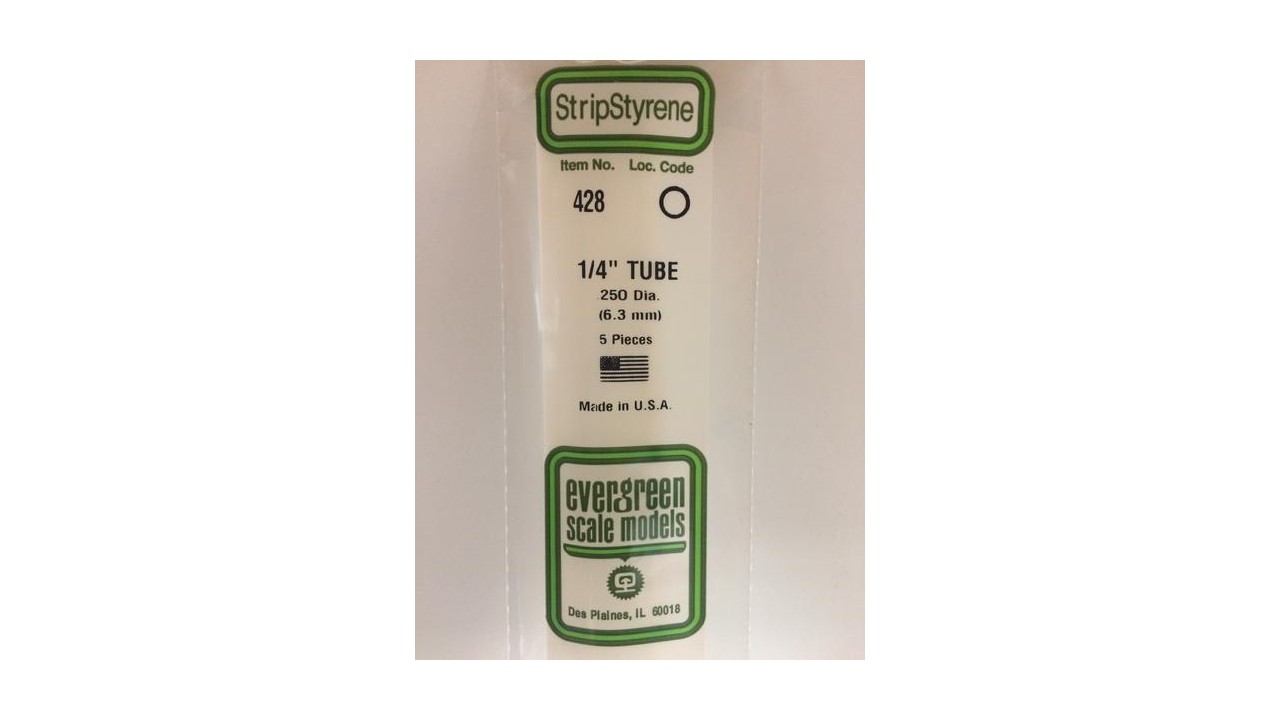 StripStyrene
Item No. Loc. Code
428
1/4" TUBE
.250 Dia.
(6.3 mm)
5 Pieces
Made in U.S.A.
evergreen
scale models
Des Plaines, IL 60018